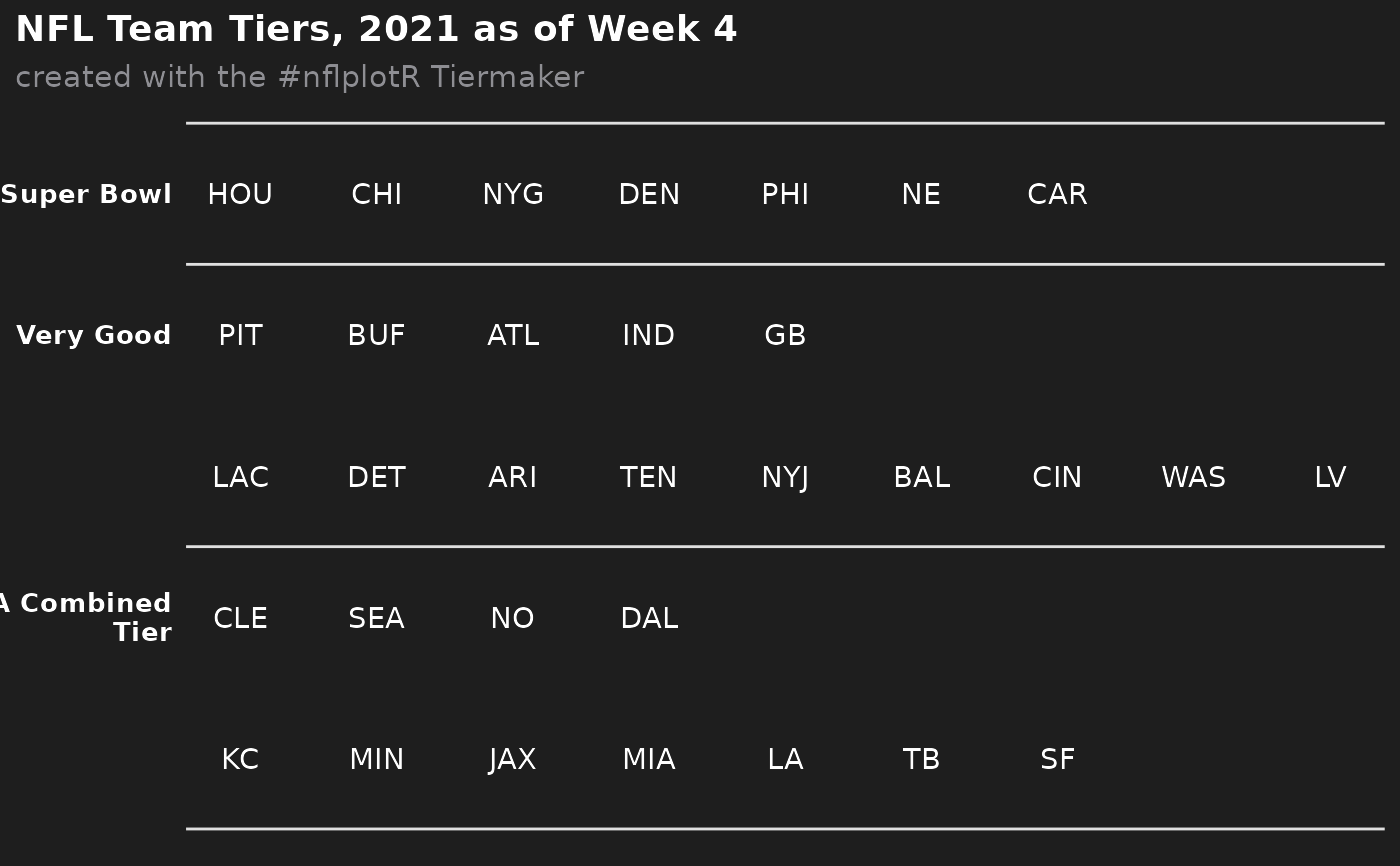 NFL Team Tiers, 2021 as of Week 4
created with the #nflplotR Tiermaker
Super Bowl HOU CHI NYG DEN PHI NE CAR
Very Good PIT BUF ATL IND GB
LAC DET ARI TEN NYJ BAL CIN WAS LV
A Combined
Tier
CLE SEA NO DAL
KC MIN JAX MIA LA TB SF